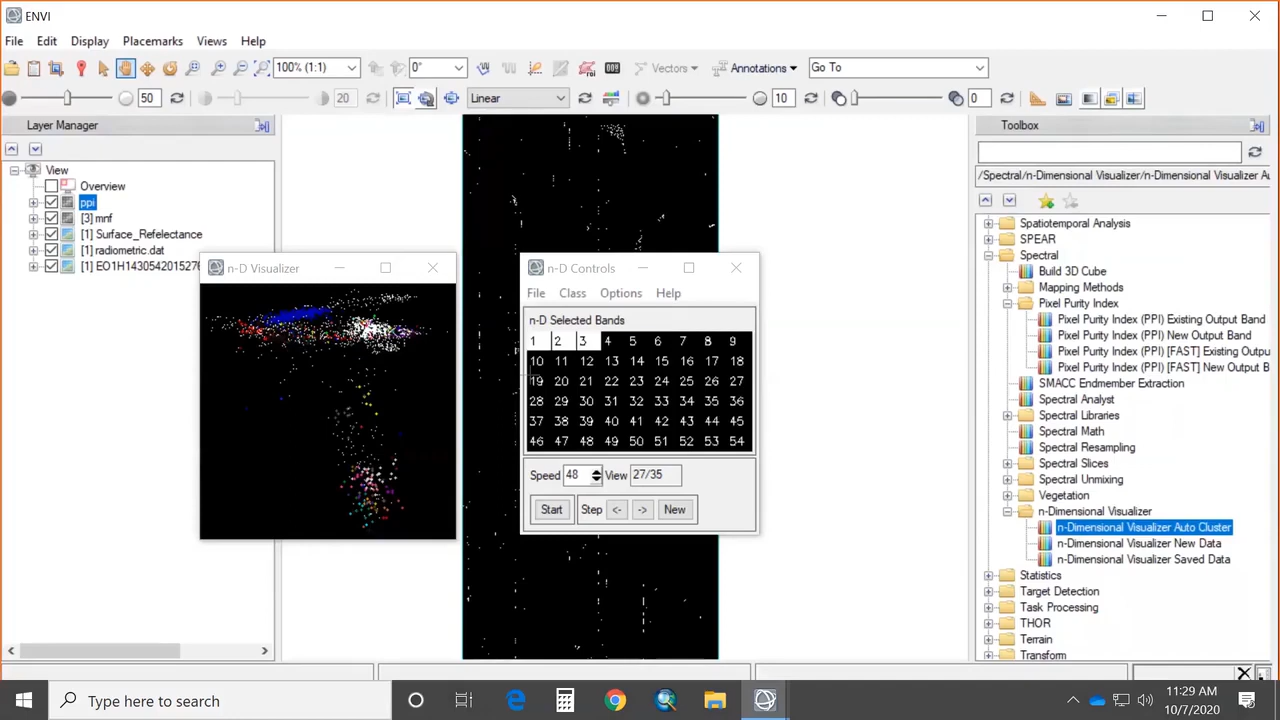 ENVI
File Edit Display Placemarks Views Help
100% (1:1) 0° Vectors Annotations Go To
50 20 Linear 10 0
Layer Manager
View
Overview
ppi
[3] mnf
[1] Surface_Refelectance
[1] radiometric.dat
[1] EO1H1430542015276
n-D Visualizer
n-D Controls
File Class Options Help
n-D Selected Bands
1 2 3 4 5 6 7 8 9
10 11 12 13 14 15 16 17 18
19 20 21 22 23 24 25 26 27
28 29 30 31 32 33 34 35 36
37 38 39 40 41 42 43 44 45
46 47 48 49 50 51 52 53 54
Speed 48 View 27/35
Start Step <- -> New
Toolbox
/Spectral/n-Dimensional Visualizer/n-Dimensional Visualizer Au
Spatiotemporal Analysis
SPEAR
Spectral
Build 3D Cube
Mapping Methods
Pixel Purity Index
Pixel Purity Index (PPI) Existing Output Band
Pixel Purity Index (PPI) New Output Band
Pixel Purity Index (PPI) [FAST] Existing Outpu
Pixel Purity Index (PPI) [FAST] New Output B
SMACC Endmember Extraction
Spectral Analyst
Spectral Libraries
Spectral Math
Spectral Resampling
Spectral Slices
Spectral Unmixing
Vegetation
n-Dimensional Visualizer
n-Dimensional Visualizer Auto Cluster
n-Dimensional Visualizer New Data
n-Dimensional Visualizer Saved Data
Statistics
Target Detection
Task Processing
THOR
Terrain
Transform
Type here to search
11:29 AM
10/7/2020